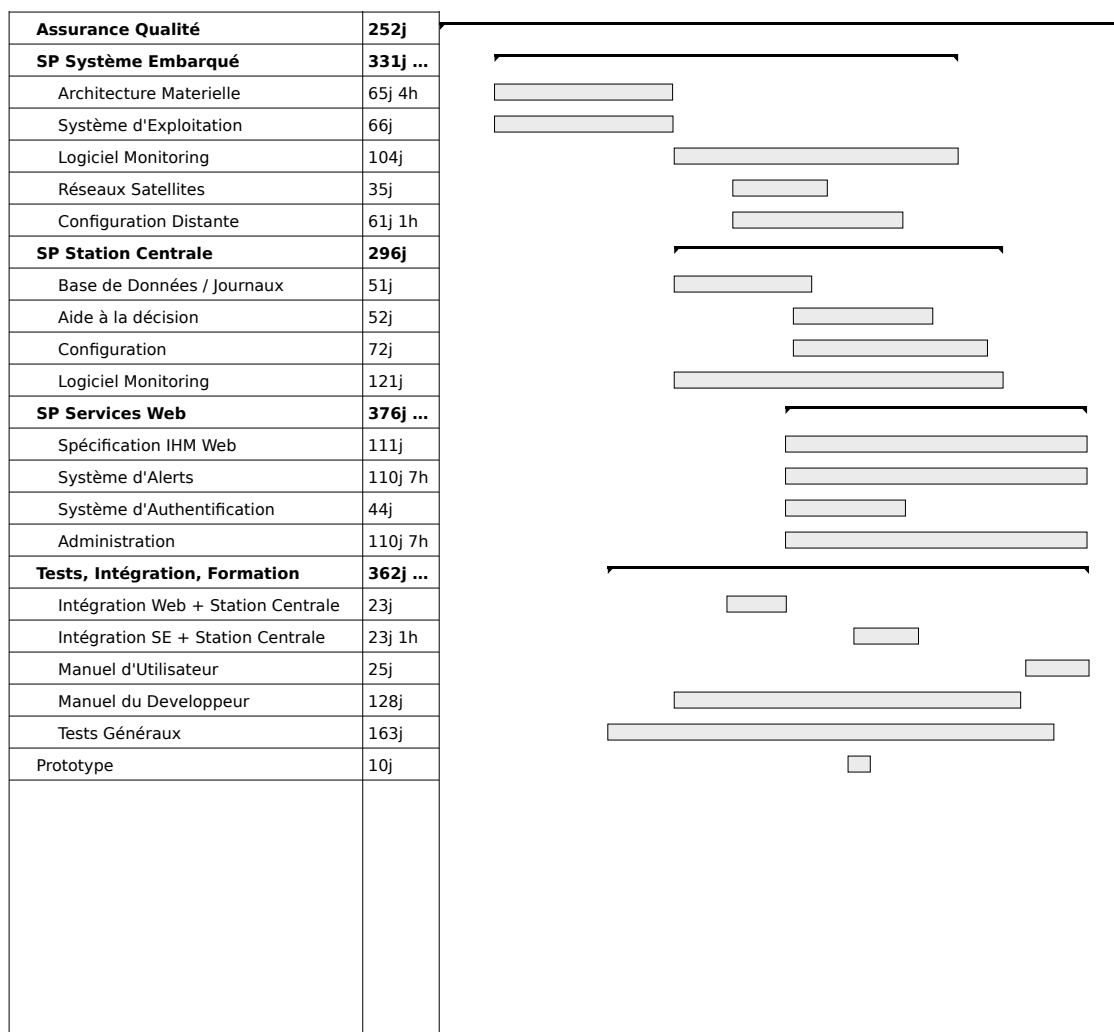 Assurance Qualité 252j
SP Système Embarqué 331j ...
Architecture Materielle 65j 4h
Système d'Exploitation 66j
Logiciel Monitoring 104j
Réseaux Satellites 35j
Configuration Distante 61j 1h
SP Station Centrale 296j
Base de Données / Journaux 51j
Aide à la décision 52j
Configuration 72j
Logiciel Monitoring 121j
SP Services Web 376j ...
Spécification IHM Web 111j
Système d'Alerts 110j 7h
Système d'Authentification 44j
Administration 110j 7h
Tests, Intégration, Formation 362j ...
Intégration Web + Station Centrale 23j
Intégration SE + Station Centrale 23j 1h
Manuel d'Utilisateur 25j
Manuel du Developpeur 128j
Tests Généraux 163j
Prototype 10j